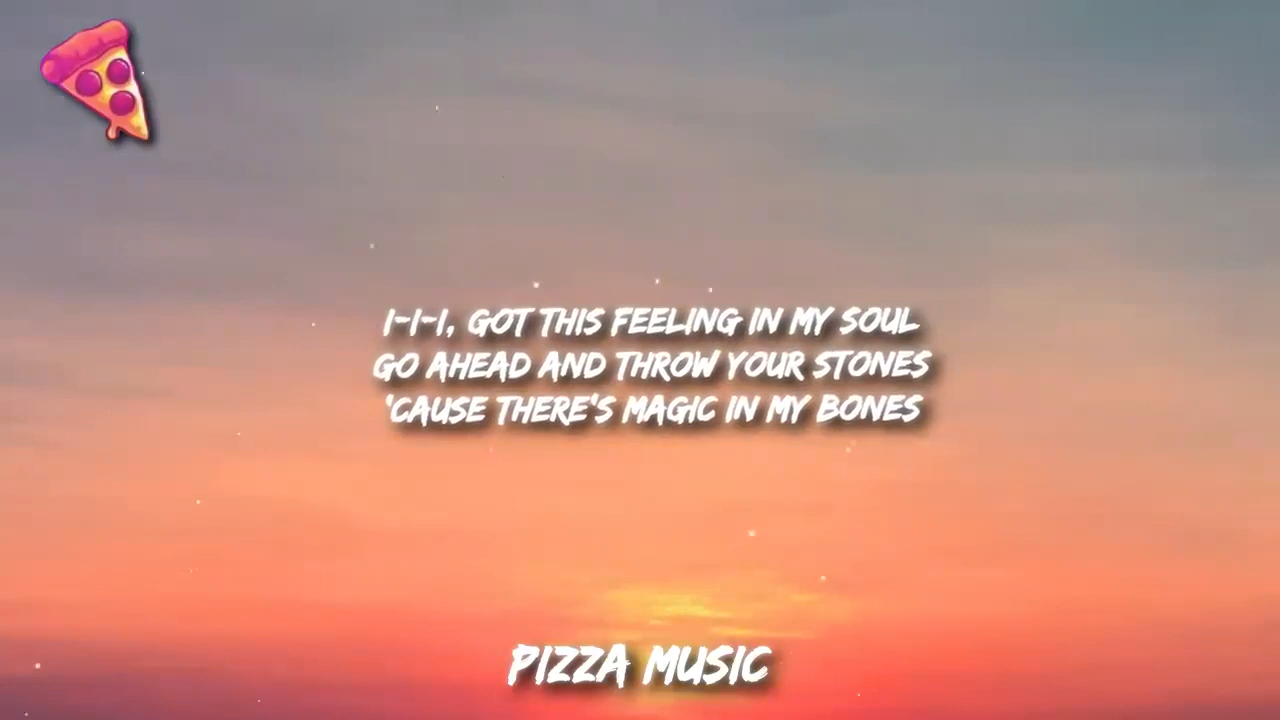 I-I-I, GOT THIS FEELING IN MY SOUL
GO AHEAD AND THROW YOUR STONES
'CAUSE THERE'S MAGIC IN MY BONES
PIZZA MUSIC